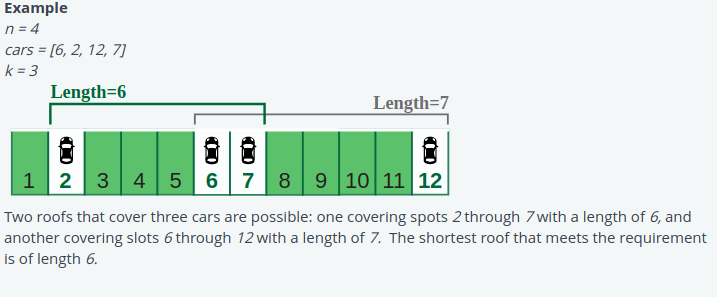 Example
n = 4
cars = [6, 2, 12, 7]
k = 3
Length=6
Length=7
1 2 3 4 5 6 7 8 9 10 11 12
Two roofs that cover three cars are possible: one covering spots 2 through 7 with a length of 6, and
another covering slots 6 through 12 with a length of 7. The shortest roof that meets the requirement
is of length 6.